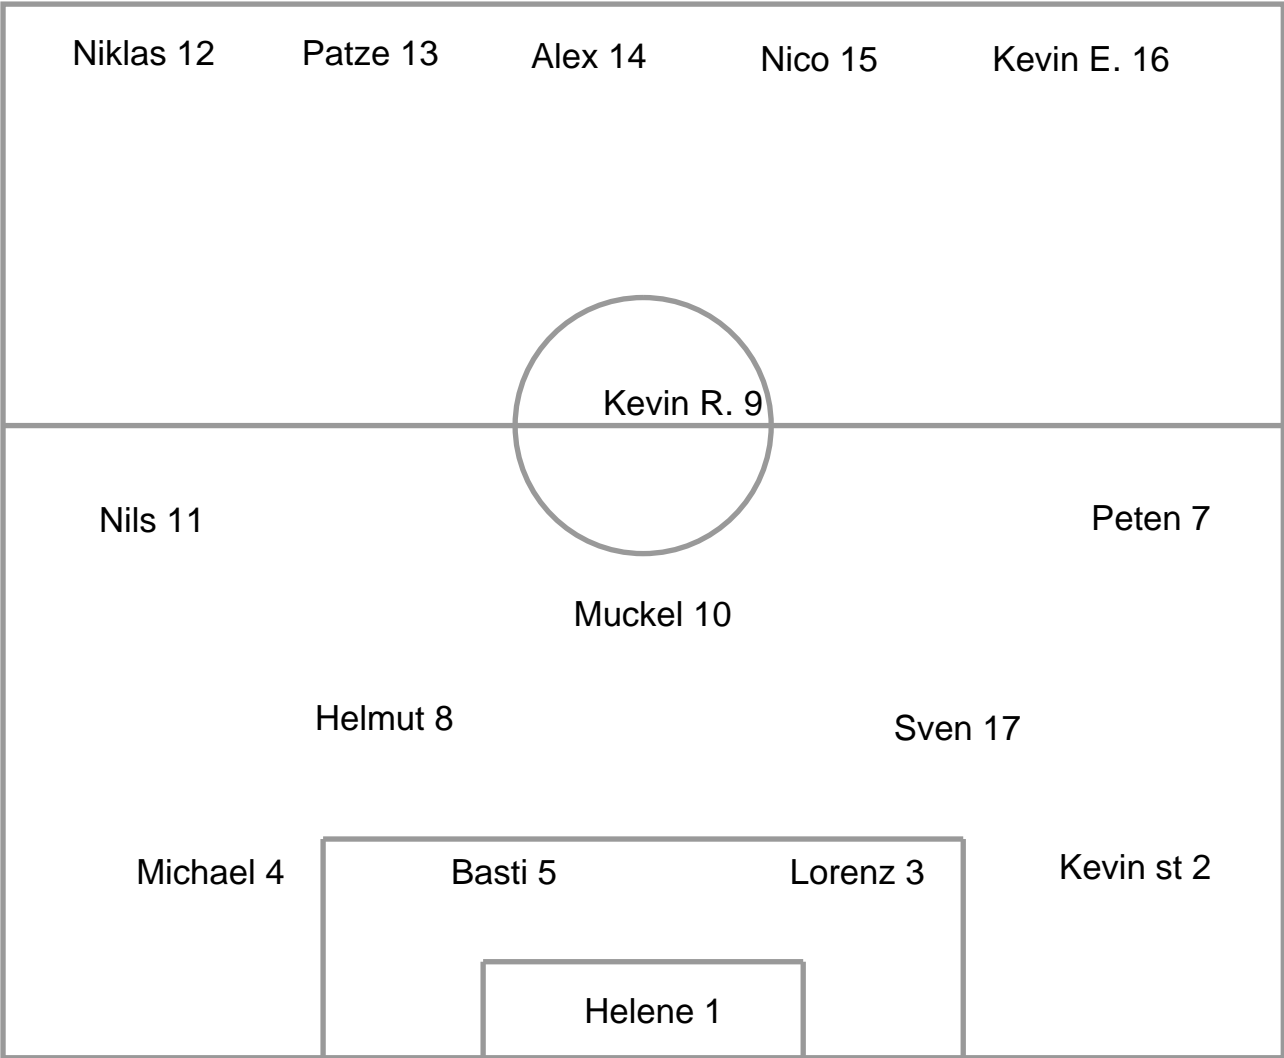 Niklas 12 Patze 13 Alex 14 Nico 15 Kevin E. 16
Kevin R. 9
Nils 11 Peten 7
Muckel 10
Helmut 8 Sven 17
Michael 4 Basti 5 Lorenz 3 Kevin st 2
Helene 1